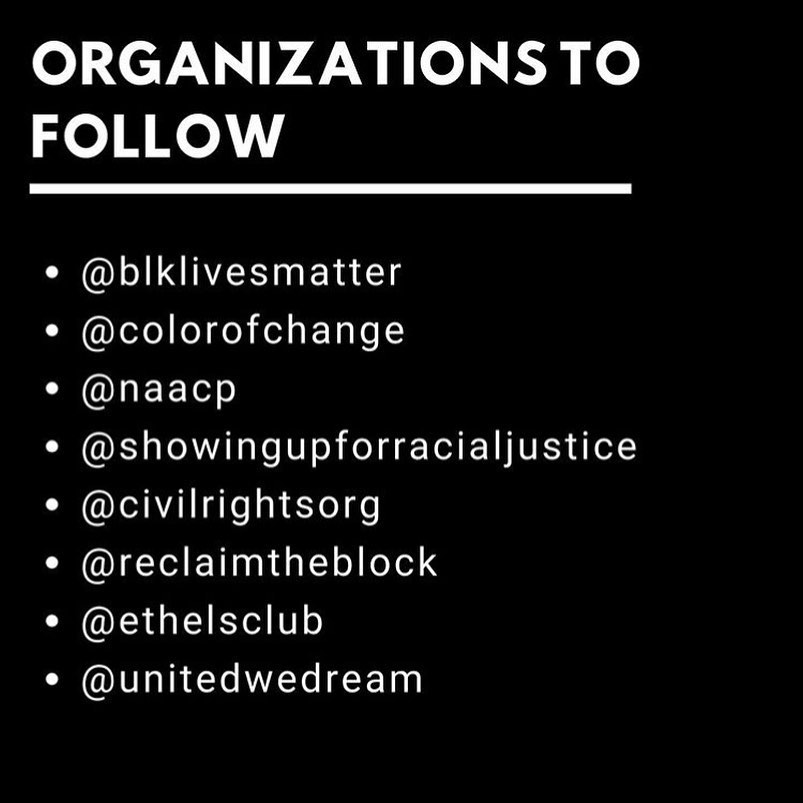 ORGANIZATIONS TO
FOLLOW
• @blklivesmatter
• @colorofchange
• @naacp
• @showingupforracialjustice
• @civilrightsorg
• @reclaimtheblock
• @ethelsclub
• @unitedwedream